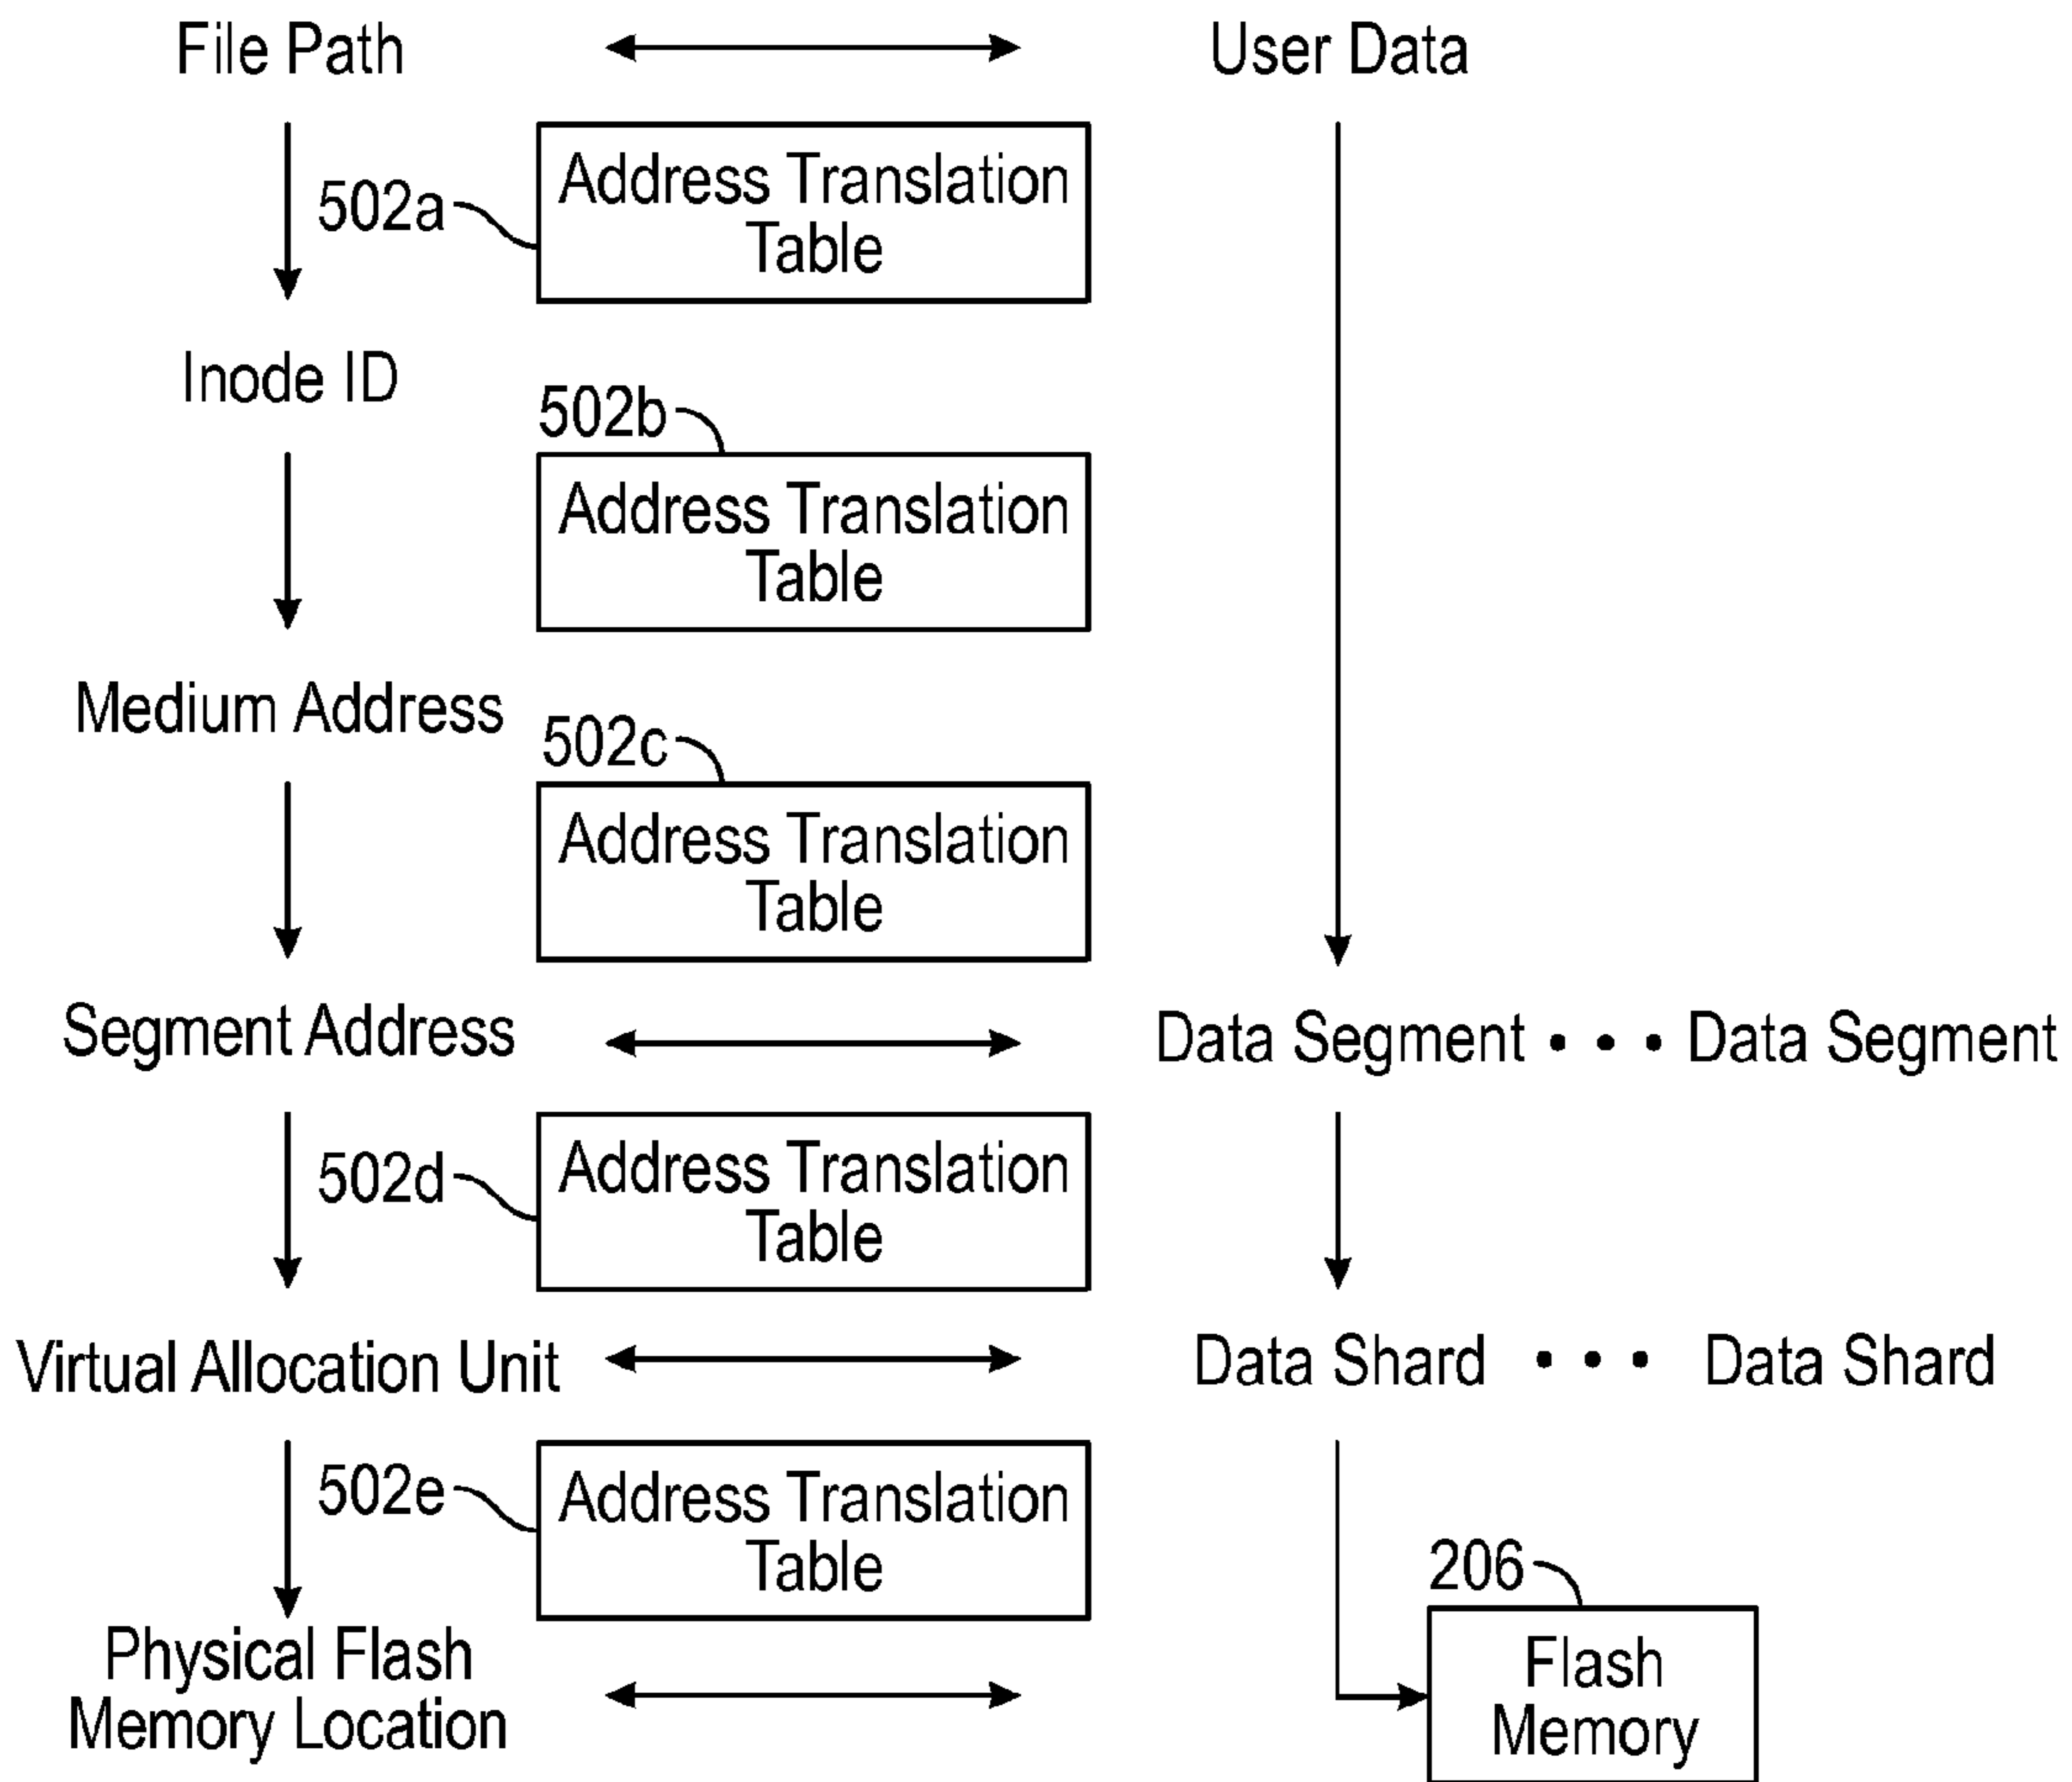 File Path
User Data
502a
Address Translation
Table
Inode ID
502b
Address Translation
Table
Medium Address
502c
Address Translation
Table
Segment Address
Data Segment • • • Data Segment
502d
Address Translation
Table
Virtual Allocation Unit
Data Shard • • • Data Shard
502e
Address Translation
Table
206
Physical Flash
Memory Location
Flash
Memory